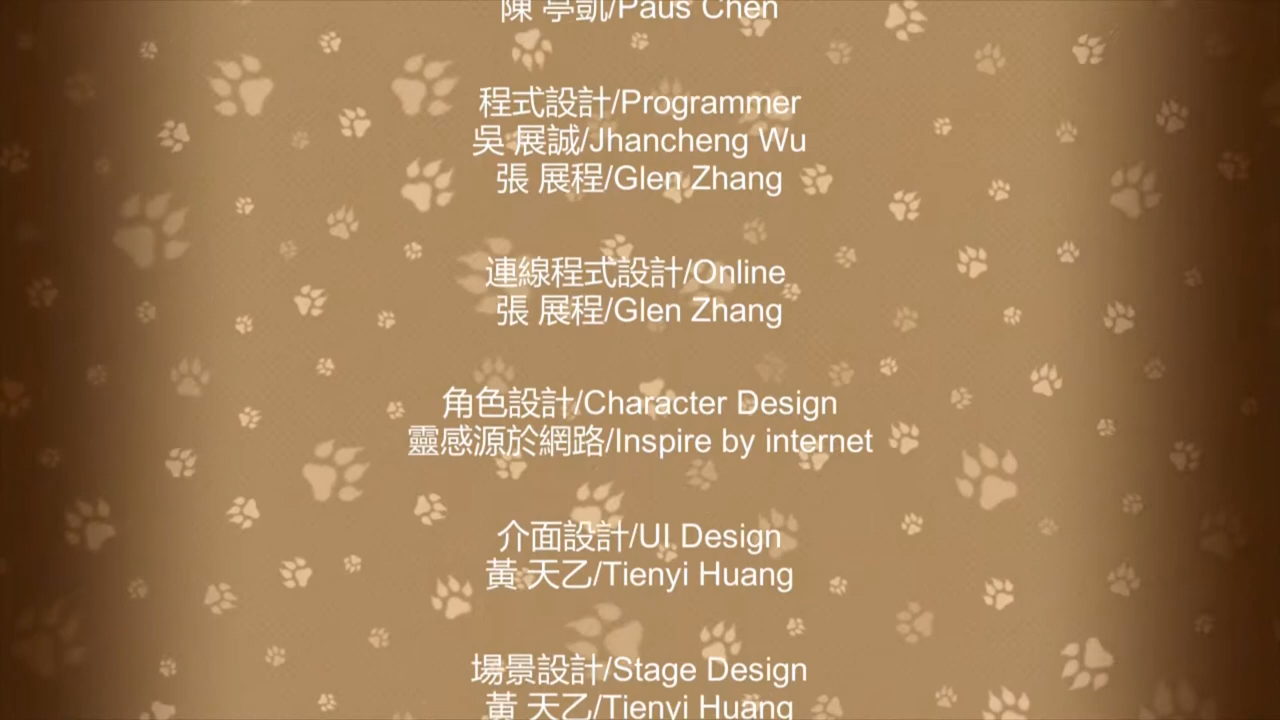 陳 亭凱/Paus Chen
程式設計/Programmer
吳 展誠/Jhancheng Wu
張 展程/Glen Zhang
連線程式設計/Online
張 展程/Glen Zhang
角色設計/Character Design
靈感源於網路/Inspire by internet
介面設計/UI Design
黃 天乙/Tienyi Huang
場景設計/Stage Design
黃 天乙/Tienyi Huang